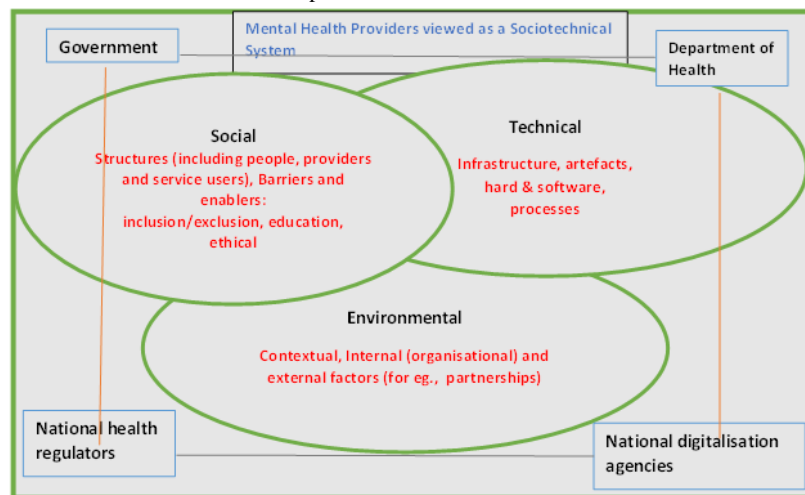 Mental Health Providers viewed as a Sociotechnical
System
Government
Department of
Health
Social
Structures (including people, providers
and service users), Barriers and
enablers:
inclusion/exclusion, education,
ethical
Technical
Infrastructure, artefacts,
hard & software,
processes
Environmental
Contextual, Internal (organisational) and
external factors (for eg., partnerships)
National health
regulators
National digitalisation
agencies